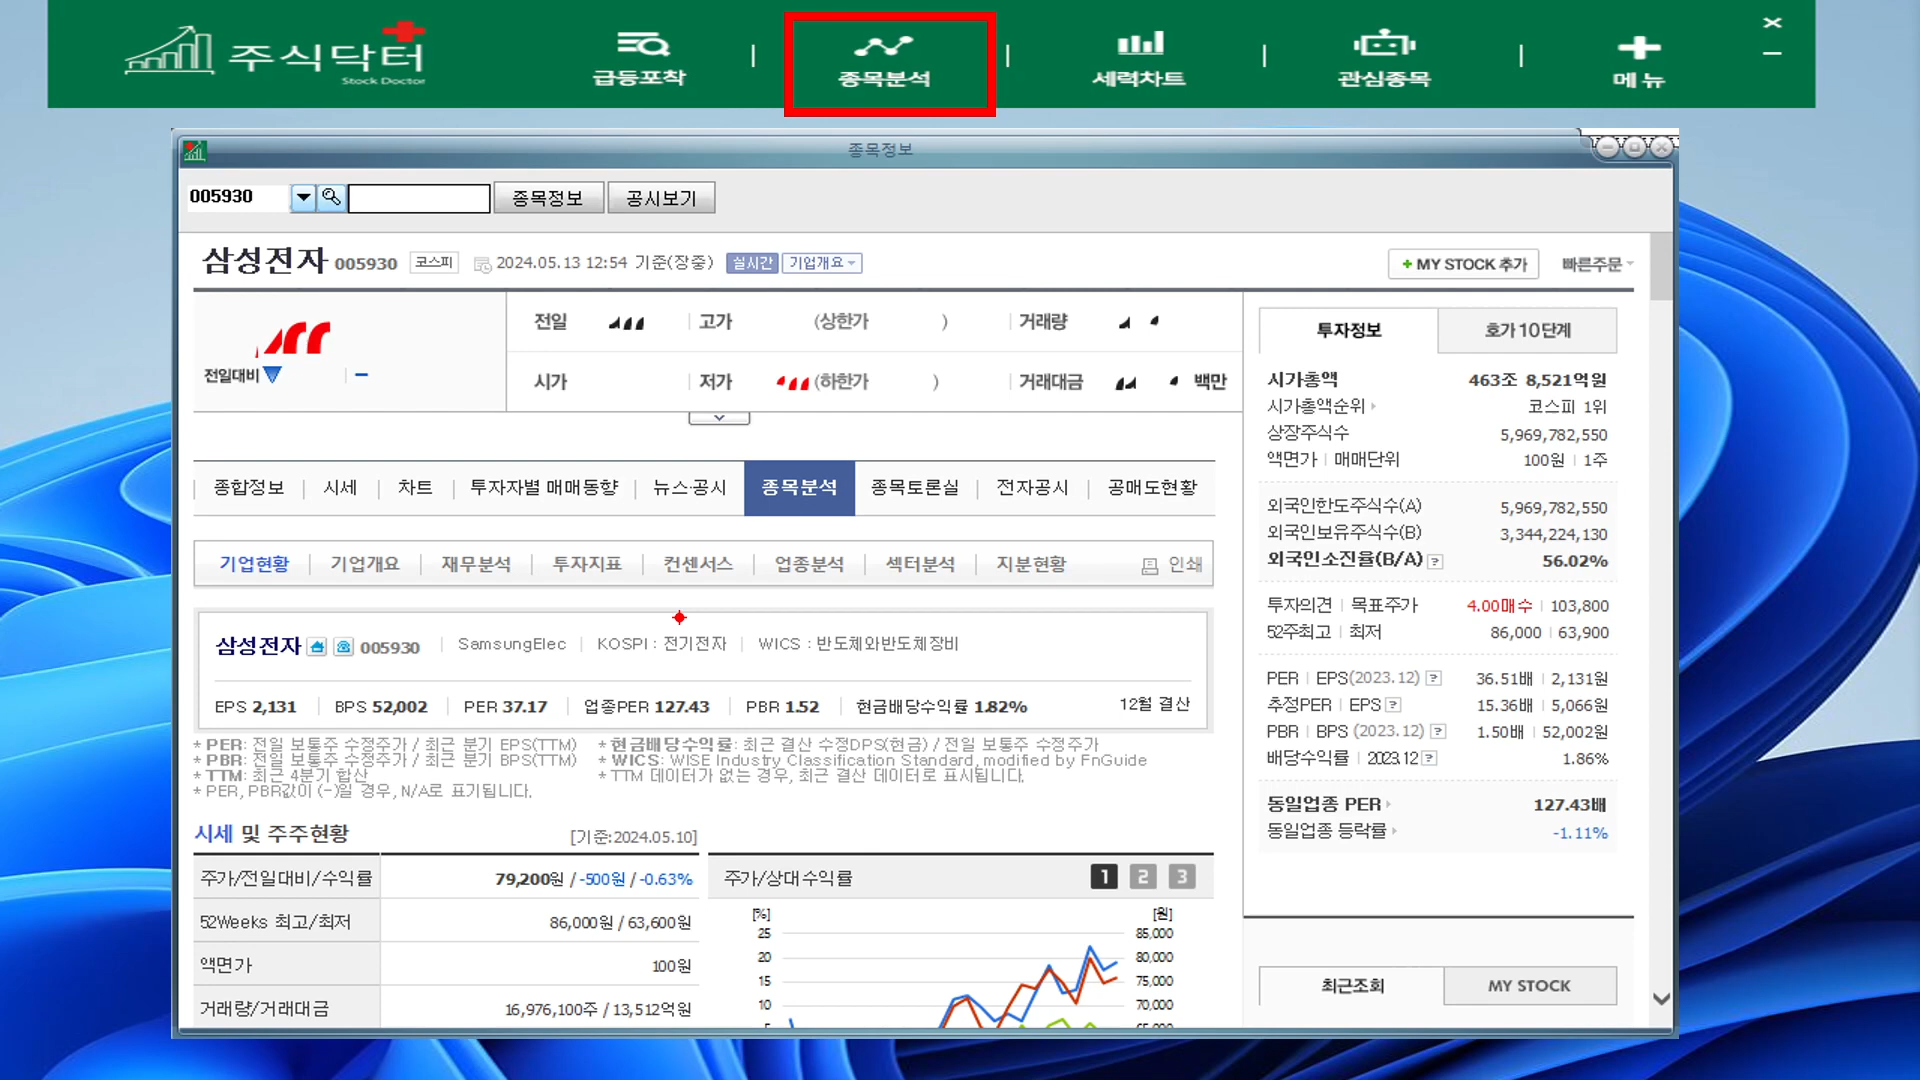 주식닥터
Stock Doctor
급등포착
종목분석
세력차트
관심종목
메뉴
종목정보
005930 종목정보 공시보기
삼성전자 005930 코스피 2024.05.13 12:54 기준(장중) 실시간 기업개요
+ MY STOCK 추가 빠른주문
전일대비
전일 고가 (상한가 ) 거래량
시가 저가 (하한가 ) 거래대금 백만
종합정보 시세 차트 투자자별 매매동향 뉴스·공시 종목분석 종목토론실 전자공시 공매도현황
기업현황 기업개요 재무분석 투자지표 컨센서스 업종분석 섹터분석 지분현황 인쇄
삼성전자 005930 SamsungElec KOSPI : 전기전자 WICS : 반도체와반도체장비
EPS 2,131 BPS 52,002 PER 37.17 업종PER 127.43 PBR 1.52 현금배당수익률 1.82% 12월 결산
* PER: 전일 보통주 수정주가 / 최근 분기 EPS(TTM)
* PBR: 전일 보통주 수정주가 / 최근 분기 BPS(TTM)
* TTM: 최근 4분기 합산
* PER, PBR값이 (-)일 경우, N/A로 표기됩니다.
* 현금배당수익률: 최근 결산 수정DPS(현금) / 전일 보통주 수정주가
* WICS: WISE Industry Classification Standard, modified by FnGuide
* TTM 데이터가 없는 경우, 최근 결산 데이터로 표시됩니다.
시세 및 주주현황 [기준:2024.05.10]
주가/전일대비/수익률 79,200원 / -500원 / -0.63%
52Weeks 최고/최저 86,000원 / 63,600원
액면가 100원
거래량/거래대금 16,976,100주 / 13,512억원
주가/상대수익률 1 2 3
[%] [원]
25 85,000
20 80,000
15 75,000
10 70,000
5 65,000
투자정보 호가 10단계
시가총액 463조 8,521억원
시가총액순위 코스피 1위
상장주식수 5,969,782,550
액면가 매매단위 100원 1주
외국인한도주식수(A) 5,969,782,550
외국인보유주식수(B) 3,344,224,130
외국인소진율(B/A) ? 56.02%
투자의견 목표주가 4.00매수 103,800
52주최고 최저 86,000 63,900
PER EPS(2023.12) ? 36.51배 2,131원
추정PER EPS ? 15.36배 5,066원
PBR BPS (2023.12) ? 1.50배 52,002원
배당수익률 2023.12 ? 1.86%
동일업종 PER 127.43배
동일업종 등락률 -1.11%
최근조회 MY STOCK